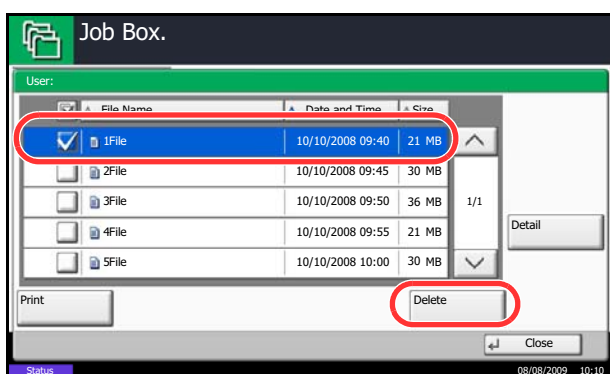 Job Box.
User:
File Name Date and Time Size
1File 10/10/2008 09:40 21 MB
2File 10/10/2008 09:45 30 MB
3File 10/10/2008 09:50 36 MB
1/1
4File 10/10/2008 09:55 21 MB
Detail
5File 10/10/2008 10:00 30 MB
Print Delete
Close
Status 08/08/2009 10:10